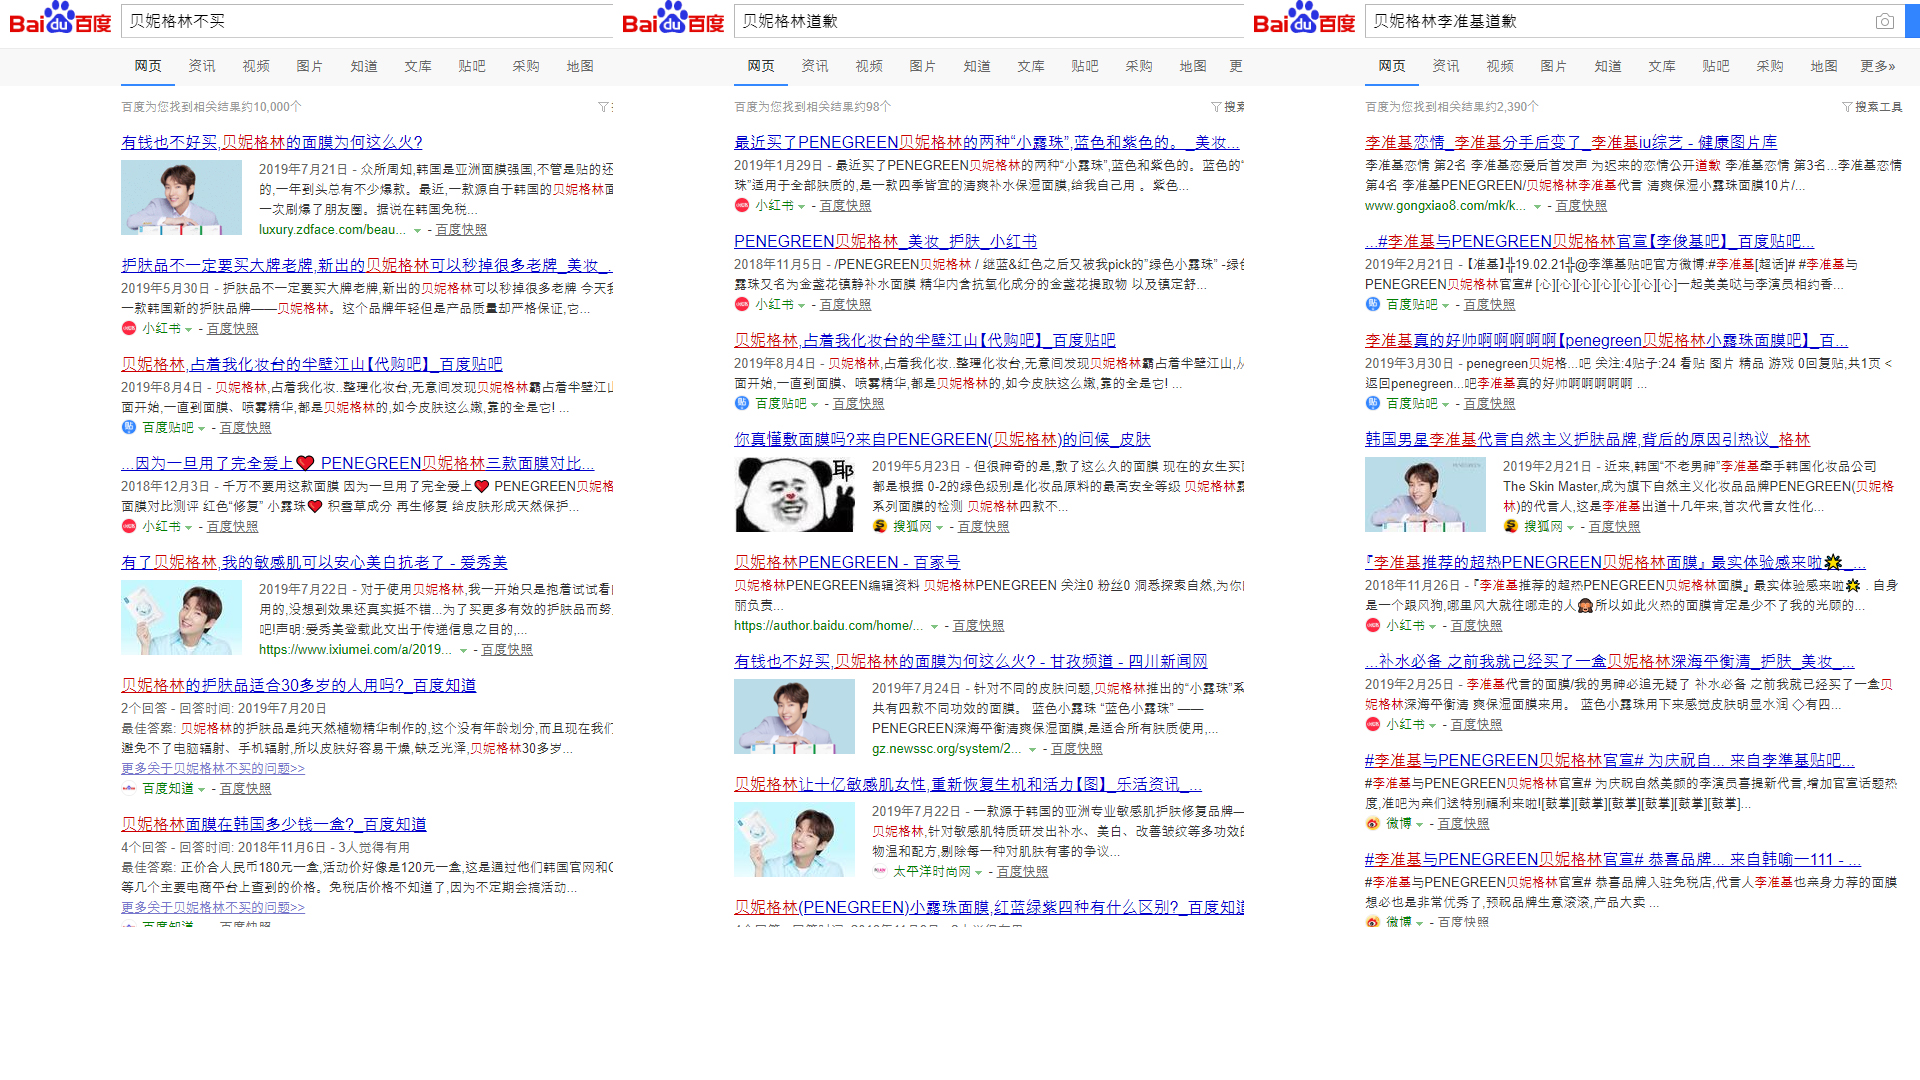 Bai du 百度
贝妮格林不买
网页 资讯 视频 图片 知道 文库 贴吧 采购 地图
百度为您找到相关结果约10,000个
有钱也不好买,贝妮格林的面膜为何这么火?
2019年7月21日 - 众所周知,韩国是亚洲面膜强国,不管是贴的还
的,一年到头总有不少爆款。最近,一款源自于韩国的贝妮格林面
一次刷爆了朋友圈。据说在韩国免税...
luxury.zdface.com/beau... - 百度快照
护肤品不一定要买大牌老牌,新出的贝妮格林可以秒掉很多老牌_美妆_.
2019年5月30日 - 护肤品不一定要买大牌老牌,新出的贝妮格林可以秒掉很多老牌 今天我
一款韩国新的护肤品牌——贝妮格林。这个品牌年轻但是产品质量却严格保证,它...
小红书 - 百度快照
贝妮格林,占着我化妆台的半壁江山【代购吧】_百度贴吧
2019年8月4日 - 贝妮格林,占着我化妆..整理化妆台,无意间发现贝妮格林霸占着半壁江山
面开始,一直到面膜、喷雾精华,都是贝妮格林的,如今皮肤这么嫩,靠的全是它! ...
百度贴吧 - 百度快照
...因为一旦用了完全爱上❤ PENEGREEN贝妮格林三款面膜对比...
2018年12月3日 - 千万不要用这款面膜 因为一旦用了完全爱上❤ PENEGREEN贝妮格
面膜对比测评 红色“修复” 小露珠❤ 积雪草成分 再生修复 给皮肤形成天然保护...
小红书 - 百度快照
有了贝妮格林,我的敏感肌可以安心美白抗老了 - 爱秀美
2019年7月22日 - 对于使用贝妮格林,我一开始只是抱着试试看
用的,没想到效果还真实挺不错...为了买更多有效的护肤品而努
吧!声明:爱秀美登载此文出于传递信息之目的,...
https://www.ixiumei.com/a/2019... - 百度快照
贝妮格林的护肤品适合30多岁的人用吗?_百度知道
2个回答 - 回答时间: 2019年7月20日
最佳答案: 贝妮格林的护肤品是纯天然植物精华制作的,这个没有年龄划分,而且现在我们
避免不了电脑辐射、手机辐射,所以皮肤好容易干燥,缺乏光泽,贝妮格林30多岁...
更多关于贝妮格林不买的问题>>
百度知道 - 百度快照
贝妮格林面膜在韩国多少钱一盒?_百度知道
4个回答 - 回答时间: 2018年11月6日 - 3人觉得有用
最佳答案: 正价合人民币180元一盒,活动价好像是120元一盒,这是通过他们韩国官网和
等几个主要电商平台上查到的价格。免税店价格不知道了,因为不定期会搞活动...
更多关于贝妮格林不买的问题>>
百度知道 - 百度快照
Bai du 百度
贝妮格林道歉
网页 资讯 视频 图片 知道 文库 贴吧 采购 地图 更
百度为您找到相关结果约98个 搜索
最近买了PENEGREEN贝妮格林的两种“小露珠”,蓝色和紫色的。_美妆...
2019年1月29日 - 最近买了PENEGREEN贝妮格林的两种“小露珠”,蓝色和紫色的。蓝色的“
珠”适用于全部肤质的,是一款四季皆宜的清爽补水保湿面膜,给我自己用 。紫色...
小红书 - 百度快照
PENEGREEN贝妮格林_美妆_护肤_小红书
2018年11月5日 - /PENEGREEN贝妮格林 / 继蓝&红色之后又被我pick的”绿色小露珠” -绿
露珠又名为金盏花镇静补水面膜 精华内含抗氧化成分的金盏花提取物 以及镇定舒...
小红书 - 百度快照
贝妮格林,占着我化妆台的半壁江山【代购吧】_百度贴吧
2019年8月4日 - 贝妮格林,占着我化妆..整理化妆台,无意间发现贝妮格林霸占着半壁江山,
面开始,一直到面膜、喷雾精华,都是贝妮格林的,如今皮肤这么嫩,靠的全是它! ...
百度贴吧 - 百度快照
你真懂敷面膜吗?来自PENEGREEN(贝妮格林)的问候_皮肤
耶
2019年5月23日 - 但很神奇的是,敷了这么久的面膜 现在的女生买
都是根据 0-2的绿色级别是化妆品原料的最高安全等级 贝妮格林
系列面膜的检测 贝妮格林四款不...
搜狐网 - 百度快照
贝妮格林PENEGREEN - 百家号
贝妮格林PENEGREEN编辑资料 贝妮格林PENEGREEN 关注0 粉丝0 洞悉探索自然,为你
丽负责...
https://author.baidu.com/home/... - 百度快照
有钱也不好买,贝妮格林的面膜为何这么火? - 甘孜频道 - 四川新闻网
2019年7月24日 - 针对不同的皮肤问题,贝妮格林推出的“小露珠”系
共有四款不同功效的面膜。 蓝色小露珠 “蓝色小露珠” ——
PENEGREEN深海平衡清爽保湿面膜,是适合所有肤质使用,...
gz.newssc.org/system/2... - 百度快照
贝妮格林让十亿敏感肌女性,重新恢复生机和活力【图】_乐活资讯_...
2019年7月22日 - 一款源于韩国的亚洲专业敏感肌护肤修复品牌—
贝妮格林,针对敏感肌特质研发出补水、美白、改善皱纹等多功效
物温和配方,剔除每一种对肌肤有害的争议...
太平洋时尚网 - 百度快照
贝妮格林(PENEGREEN)小露珠面膜,红蓝绿紫四种有什么区别?_百度知道
Bai du 百度
贝妮格林李准基道歉
网页 资讯 视频 图片 知道 文库 贴吧 采购 地图 更多»
百度为您找到相关结果约2,390个 搜索工具
李准基恋情_李准基分手后变了_李准基iu综艺 - 健康图片库
李准基恋情 第2名 李准基恋爱后首发声 为迟来的恋情公开道歉 李准基恋情 第3名...李准基恋情
第4名 李准基PENEGREEN/贝妮格林李准基代言 清爽保湿小露珠面膜10片/...
www.gongxiao8.com/mk/k... - 百度快照
...#李准基与PENEGREEN贝妮格林官宣【李俊基吧】_百度贴吧...
2019年2月21日 - 【准基】╬19.02.21╬@李準基贴吧官方微博:#李准基[超话]# #李准基与
PENEGREEN贝妮格林官宣# [心][心][心][心][心][心][心]一起美美哒与李演员相约香...
百度贴吧 - 百度快照
李准基真的好帅啊啊啊啊啊【penegreen贝妮格林小露珠面膜吧】_百...
2019年3月30日 - penegreen贝妮格...吧 关注:4贴子:24 看贴 图片 精品 游戏 0回复贴,共1页 <
返回penegreen...吧李准基真的好帅啊啊啊啊啊 ...
百度贴吧 - 百度快照
韩国男星李准基代言自然主义护肤品牌,背后的原因引热议_格林
2019年2月21日 - 近来,韩国“不老男神”李准基牵手韩国化妆品公司
The Skin Master,成为旗下自然主义化妆品品牌PENEGREEN(贝妮格
林)的代言人,这是李准基出道十几年来,首次代言女性化...
搜狐网 - 百度快照
『李准基推荐的超热PENEGREEN贝妮格林面膜』最实体验感来啦💥_...
2018年11月26日 - 『李准基推荐的超热PENEGREEN贝妮格林面膜』 最实体验感来啦💥 . 自身
是一个跟风狗,哪里风大就往哪走的人🙈所以如此火热的面膜肯定是少不了我的光顾的...
小红书 - 百度快照
...补水必备 之前我就已经买了一盒贝妮格林深海平衡清_护肤_美妆_...
2019年2月25日 - 李准基代言的面膜/我的男神必追无疑了 补水必备 之前我就已经买了一盒贝
妮格林深海平衡清 爽保湿面膜来用。 蓝色小露珠用下来感觉皮肤明显水润 ◇有四...
小红书 - 百度快照
#李准基与PENEGREEN贝妮格林官宣# 为庆祝自... 来自李準基贴吧...
#李准基与PENEGREEN贝妮格林官宣# 为庆祝自然美颜的李演员喜提新代言,增加官宣话题热
度,准吧为亲们送特别福利来啦![鼓掌][鼓掌][鼓掌][鼓掌][鼓掌][鼓掌]...
微博 - 百度快照
#李准基与PENEGREEN贝妮格林官宣# 恭喜品牌... 来自韩喻一111 - ...
#李准基与PENEGREEN贝妮格林官宣# 恭喜品牌入驻免税店,代言人李准基也亲身力荐的面膜
想必也是非常优秀了,预祝品牌生意滚滚,产品大卖 ...
微博 - 百度快照